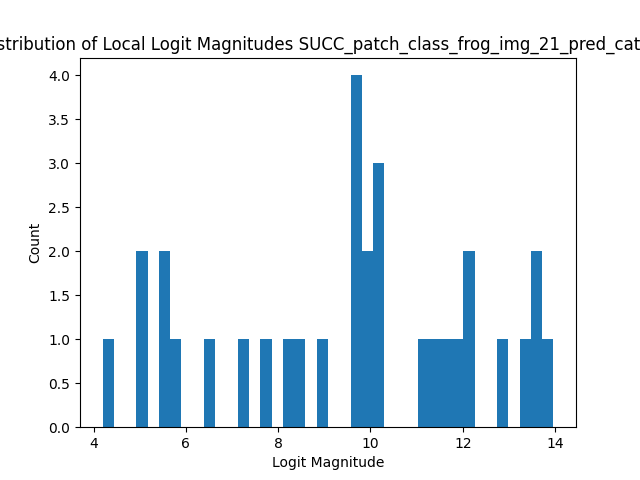 stribution of Local Logit Magnitudes SUCC_patch_class_frog_img_21_pred_cat
4.0
3.5
3.0
2.5
2.0
1.5
1.0
0.5
0.0
Count
4 6 8 10 12 14
Logit Magnitude